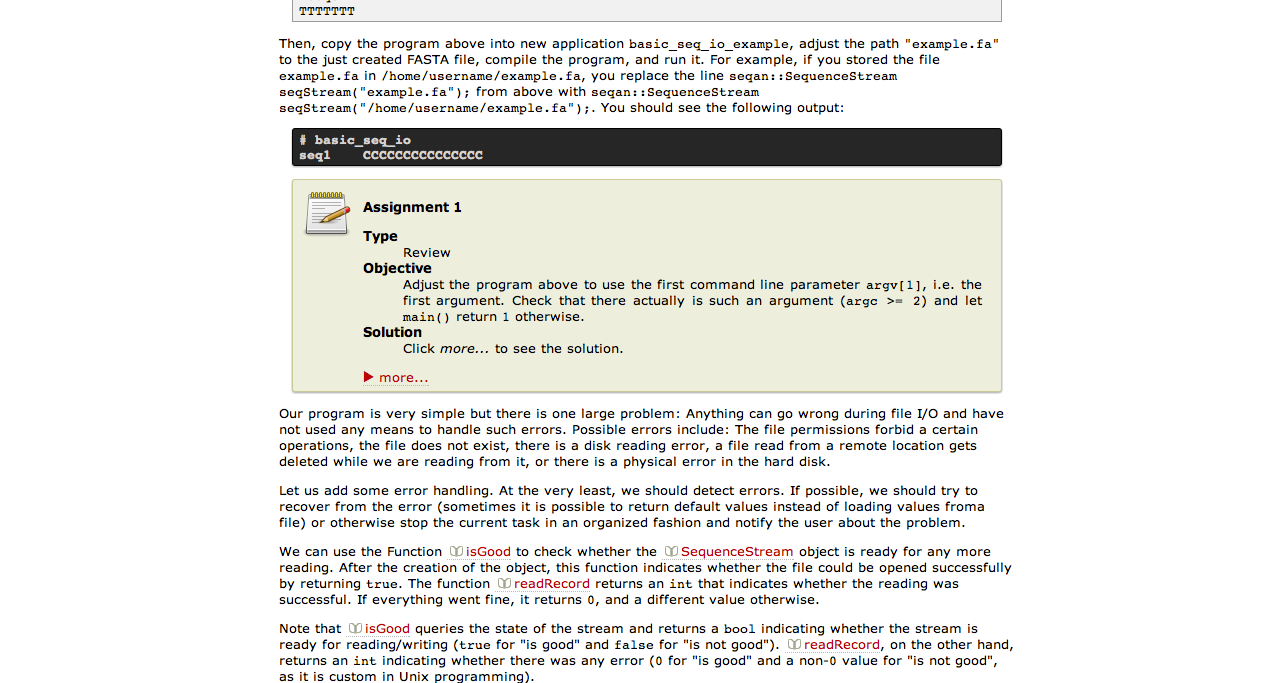 TTTTTTT
Then, copy the program above into new application basic_seq_io_example, adjust the path "example.fa"
to the just created FASTA file, compile the program, and run it. For example, if you stored the file
example.fa in /home/username/example.fa, you replace the line seqan::SequenceStream
seqStream("example.fa"); from above with seqan::SequenceStream
seqStream("/home/username/example.fa");. You should see the following output:
# basic_seq_io
seq1    CCCCCCCCCCCCCCC
Assignment 1
Type
Review
Objective
Adjust the program above to use the first command line parameter argv[1], i.e. the
first argument. Check that there actually is such an argument (argc >= 2) and let
main() return 1 otherwise.
Solution
Click more... to see the solution.
more...
Our program is very simple but there is one large problem: Anything can go wrong during file I/O and have
not used any means to handle such errors. Possible errors include: The file permissions forbid a certain
operations, the file does not exist, there is a disk reading error, a file read from a remote location gets
deleted while we are reading from it, or there is a physical error in the hard disk.
Let us add some error handling. At the very least, we should detect errors. If possible, we should try to
recover from the error (sometimes it is possible to return default values instead of loading values froma
file) or otherwise stop the current task in an organized fashion and notify the user about the problem.
We can use the Function isGood to check whether the SequenceStream object is ready for any more
reading. After the creation of the object, this function indicates whether the file could be opened successfully
by returning true. The function readRecord returns an int that indicates whether the reading was
successful. If everything went fine, it returns 0, and a different value otherwise.
Note that isGood queries the state of the stream and returns a bool indicating whether the stream is
ready for reading/writing (true for "is good" and false for "is not good"). readRecord, on the other hand,
returns an int indicating whether there was any error (0 for "is good" and a non-0 value for "is not good",
as it is custom in Unix programming).